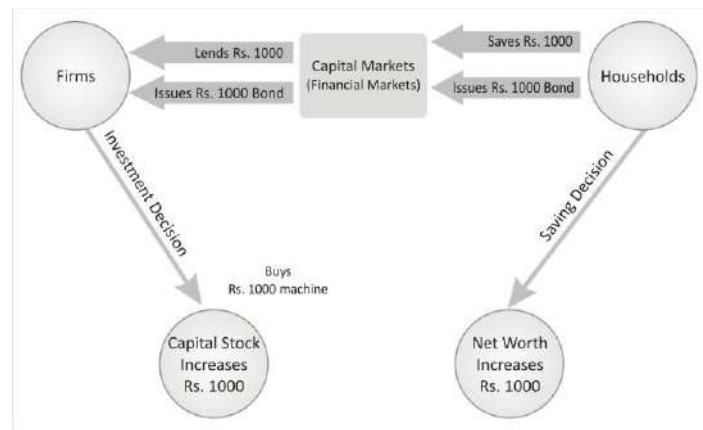 Firms
Lends Rs. 1000
Issues Rs. 1000 Bond
Capital Markets
(Financial Markets)
Saves Rs. 1000
Issues Rs. 1000 Bond
Households
Investment Decision
Saving Decision
Buys
Rs. 1000 machine
Capital Stock
Increases
Rs. 1000
Net Worth
Increases
Rs. 1000